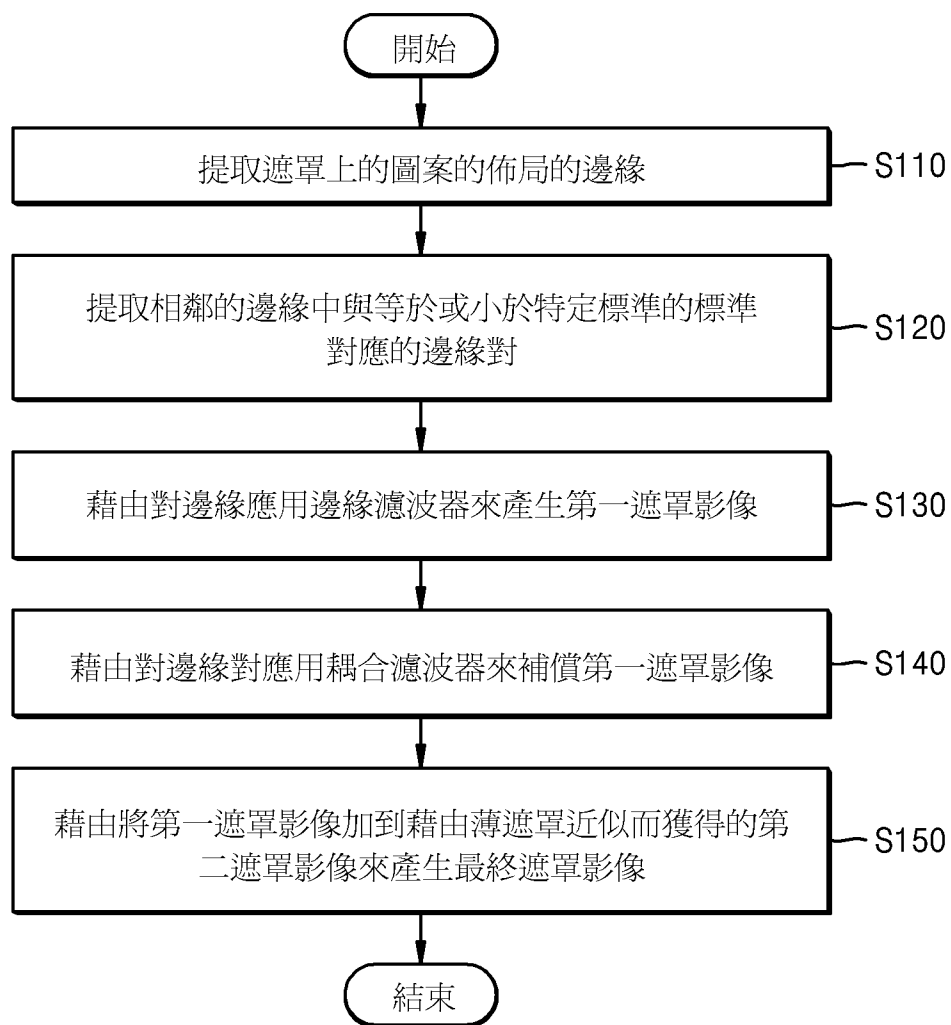 開始
提取遮罩上的圖案的佈局的邊緣
S110
提取相鄰的邊緣中與等於或小於特定標準的標準
對應的邊緣對
S120
藉由對邊緣應用邊緣濾波器來產生第一遮罩影像
S130
藉由對邊緣對應用耦合濾波器來補償第一遮罩影像
S140
藉由將第一遮罩影像加到藉由薄遮罩近似而獲得的第
二遮罩影像來產生最終遮罩影像
S150
結束